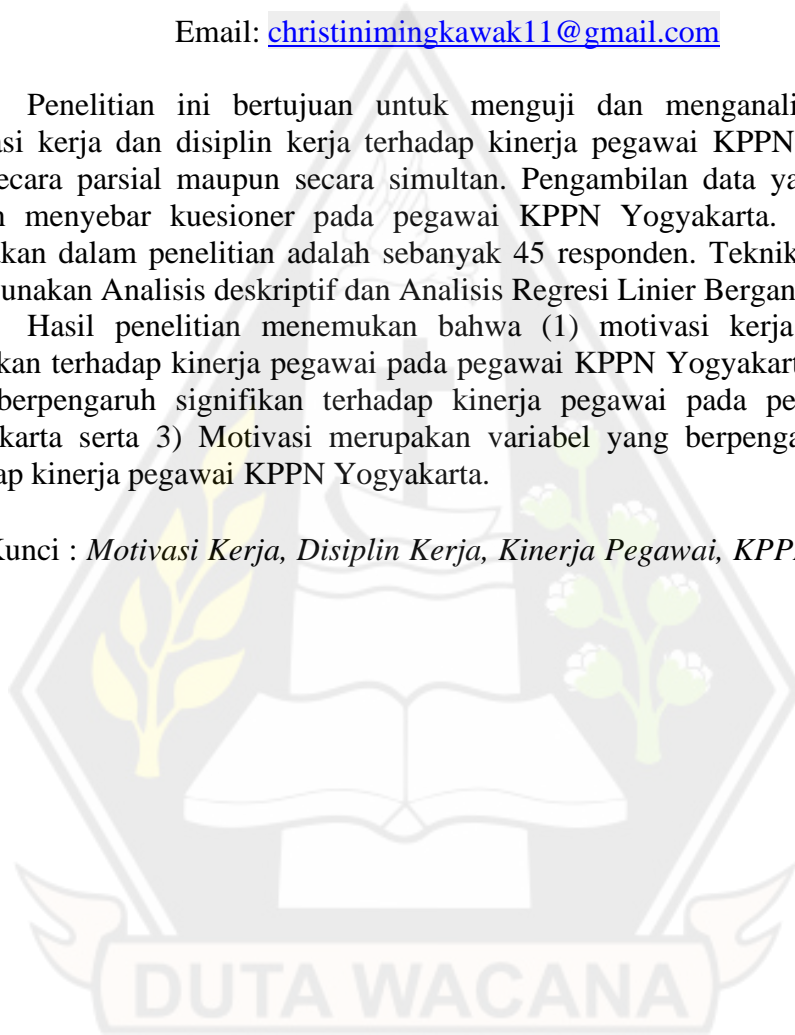 Email: christinimingkawak11@gmail.com
Penelitian ini bertujuan untuk menguji dan menganali
asi kerja dan disiplin kerja terhadap kinerja pegawai KPPN
ecara parsial maupun secara simultan. Pengambilan data ya
n menyebar kuesioner pada pegawai KPPN Yogyakarta.
akan dalam penelitian adalah sebanyak 45 responden. Teknik
gunakan Analisis deskriptif dan Analisis Regresi Linier Bergan
Hasil penelitian menemukan bahwa (1) motivasi kerja
ikan terhadap kinerja pegawai pada pegawai KPPN Yogyakart
berpengaruh signifikan terhadap kinerja pegawai pada pe
karta serta 3) Motivasi merupakan variabel yang berpenga
ap kinerja pegawai KPPN Yogyakarta.
Kunci : Motivasi Kerja, Disiplin Kerja, Kinerja Pegawai, KPP
DUTA WACANA